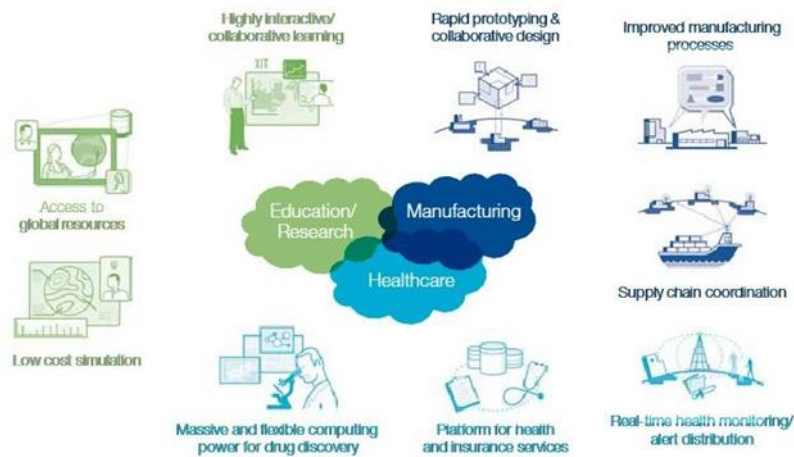 Highly interactive/
collaborative learning
Rapid prototyping &
collaborative design
Improved manufacturing
processes
Access to
global resources
Education/
Research
Manufacturing
Healthcare
Supply chain coordination
Low cost simulation
Massive and flexible computing
power for drug discovery
Platform for health
and insurance services
Real-time health monitoring/
alert distribution